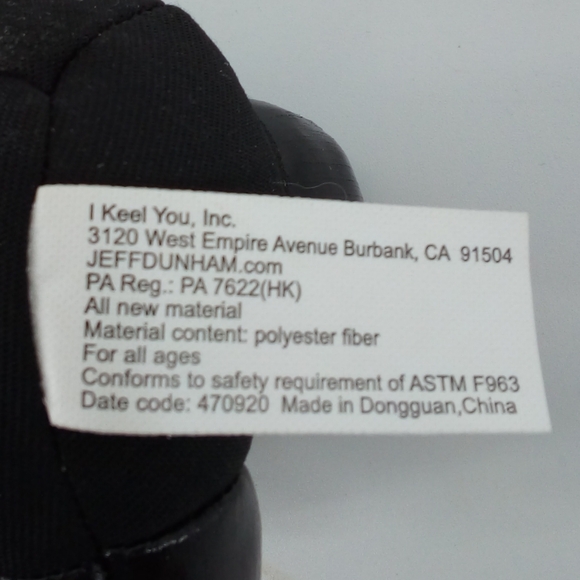 I Keel You, Inc.
3120 West Empire Avenue Burbank, CA 91504
JEFFDUNHAM.com
PA Reg.: PA 7622(HK)
All new material
Material content: polyester fiber
For all ages
Conforms to safety requirement of ASTM F963
Date code: 470920 Made in Dongguan,China